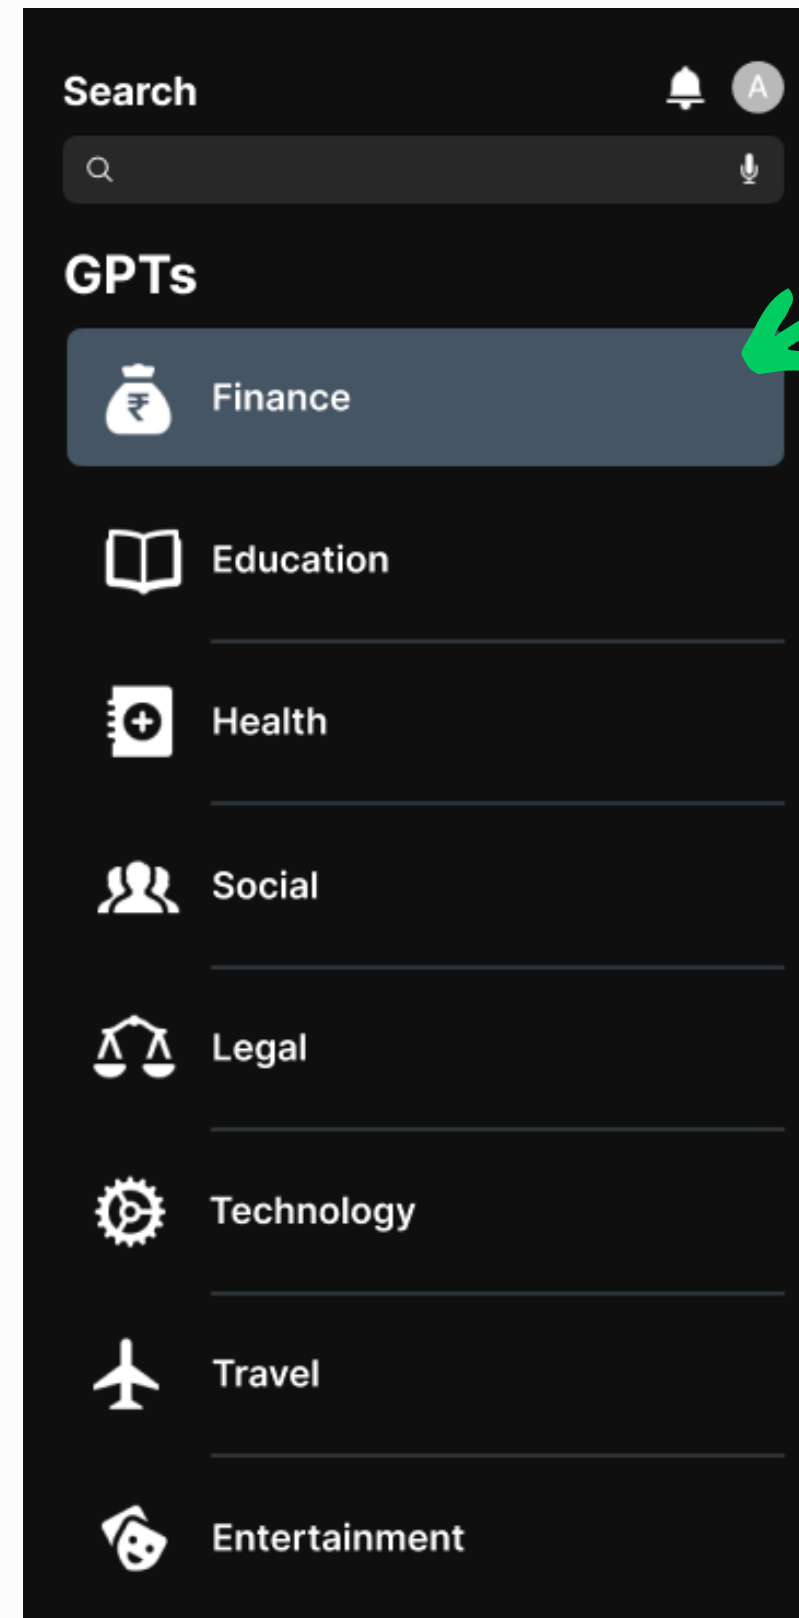 Search
A
GPTs
₹
Finance
Education
Health
Social
Legal
Technology
Travel
Entertainment